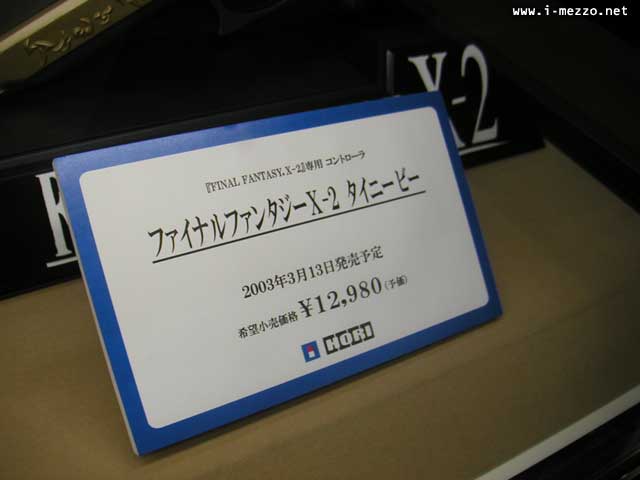 www.i-mezzo.net
X-2
『FINAL FANTASY X-2』専用 コントローラ
ファイナルファンタジーX-2 タイニービー
2003年3月13日発売予定
希望小売価格 ¥12,980(予価)
HORI